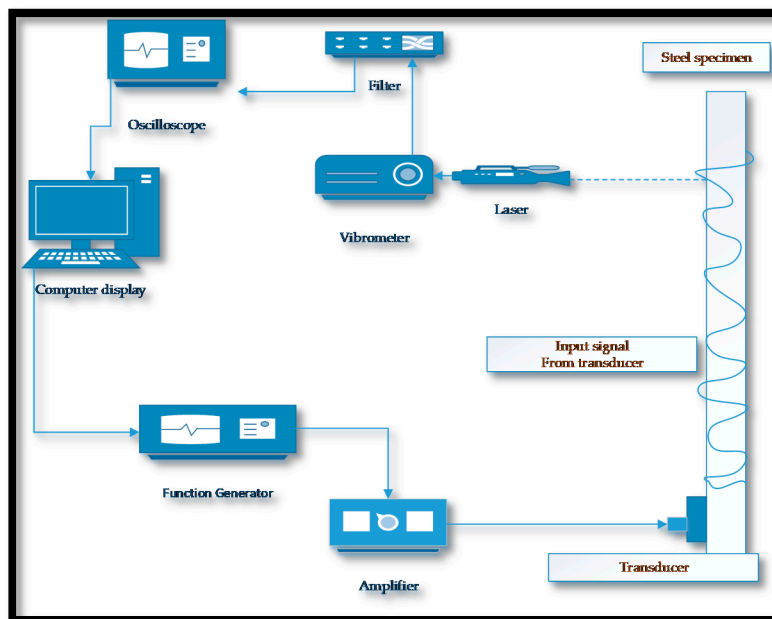 Steel specimen
Filter
Oscilloscope
Laser
Vibrometer
Computer display
Input signal
From transducer
Function Generator
Transducer
Amplifier